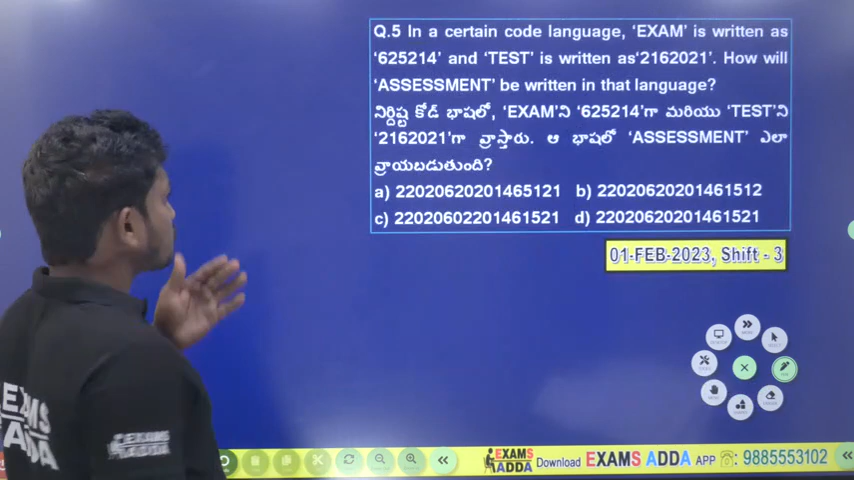 Q.5 In a certain code language, ‘EXAM’ is written as
‘625214’ and ‘TEST’ is written as‘2162021’. How will
‘ASSESSMENT’ be written in that language?
నిర్దిష్ట కోడ్ భాషలో, ‘EXAM’ని ‘625214’గా మరియు ‘TEST’ని
‘2162021’గా వ్రాస్తారు. ఆ భాషలో ‘ASSESSMENT’ ఎలా
వ్రాయబడుతుంది?
a) 22020620201465121 b) 22020620201461512
c) 22020602201461521 d) 22020620201461521
01-FEB-2023, Shift - 3
EXAMS
ADDA
EXAMS
ADDA
EXAMS
ADDA
Download EXAMS ADDA APP ☏: 9885553102